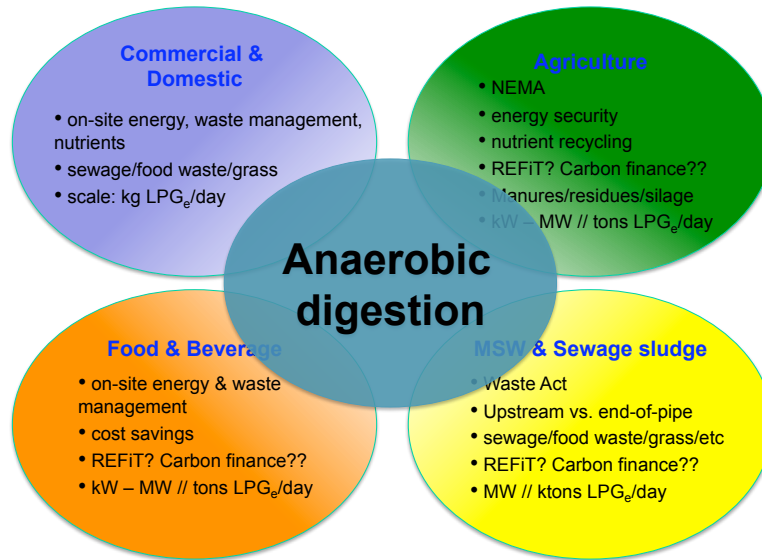 Commercial &
Domestic
• on-site energy, waste management,
nutrients
• sewage/food waste/grass
• scale: kg LPGe/day
Agriculture
• NEMA
• energy security
• nutrient recycling
• REFiT? Carbon finance??
• Manures/residues/silage
• kW – MW // tons LPGe/day
Anaerobic
digestion
Food & Beverage
• on-site energy & waste
management
• cost savings
• REFiT? Carbon finance??
• kW – MW // tons LPGe/day
MSW & Sewage sludge
• Waste Act
• Upstream vs. end-of-pipe
• sewage/food waste/grass/etc
• REFiT? Carbon finance??
• MW // ktons LPGe/day